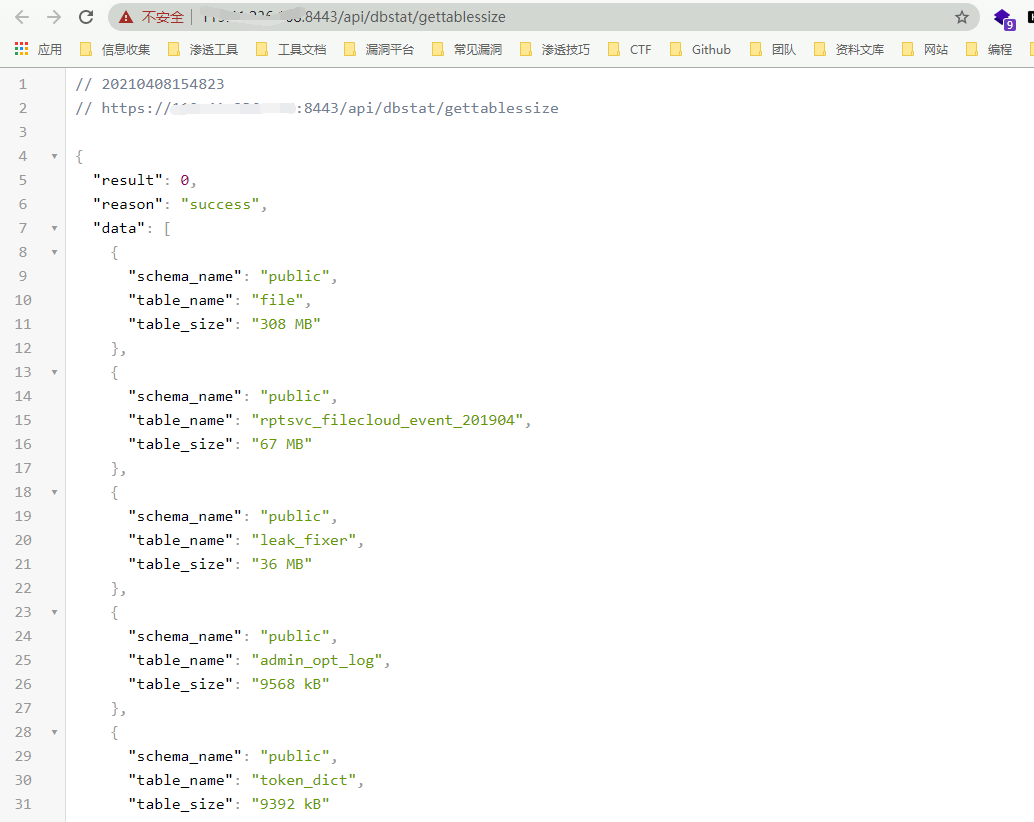 不安全 :8443/api/dbstat/gettablessize
9
应用 信息收集 渗透工具 工具文档 漏洞平台 常见漏洞 渗透技巧 CTF Github 团队 资料文库 网站 编程
1 // 20210408154823
2 // https:// :8443/api/dbstat/gettablessize
3
4 {
5 "result": 0,
6 "reason": "success",
7 "data": [
8 {
9 "schema_name": "public",
10 "table_name": "file",
11 "table_size": "308 MB"
12 },
13 {
14 "schema_name": "public",
15 "table_name": "rptsvc_filecloud_event_201904",
16 "table_size": "67 MB"
17 },
18 {
19 "schema_name": "public",
20 "table_name": "leak_fixer",
21 "table_size": "36 MB"
22 },
23 {
24 "schema_name": "public",
25 "table_name": "admin_opt_log",
26 "table_size": "9568 kB"
27 },
28 {
29 "schema_name": "public",
30 "table_name": "token_dict",
31 "table_size": "9392 kB"